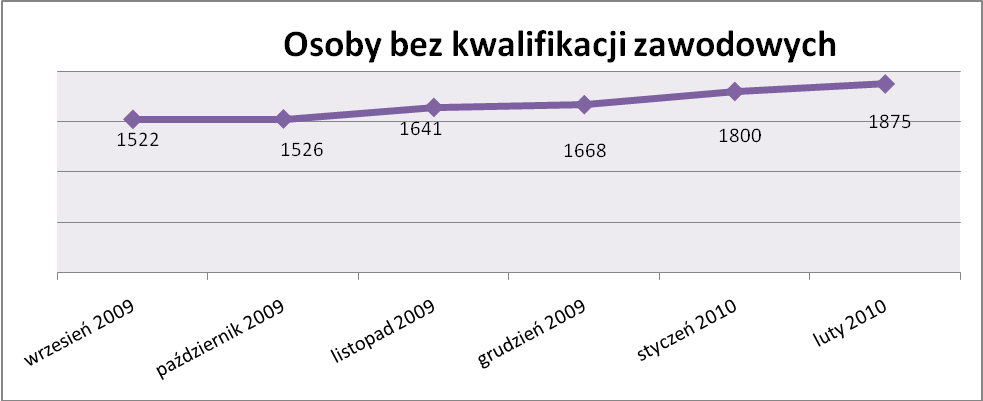 Osoby bez kwalifikacji zawodowych
1522
1526
1641
1668
1800
1875
wrzesień 2009
październik 2009
listopad 2009
grudzień 2009
styczeń 2010
luty 2010